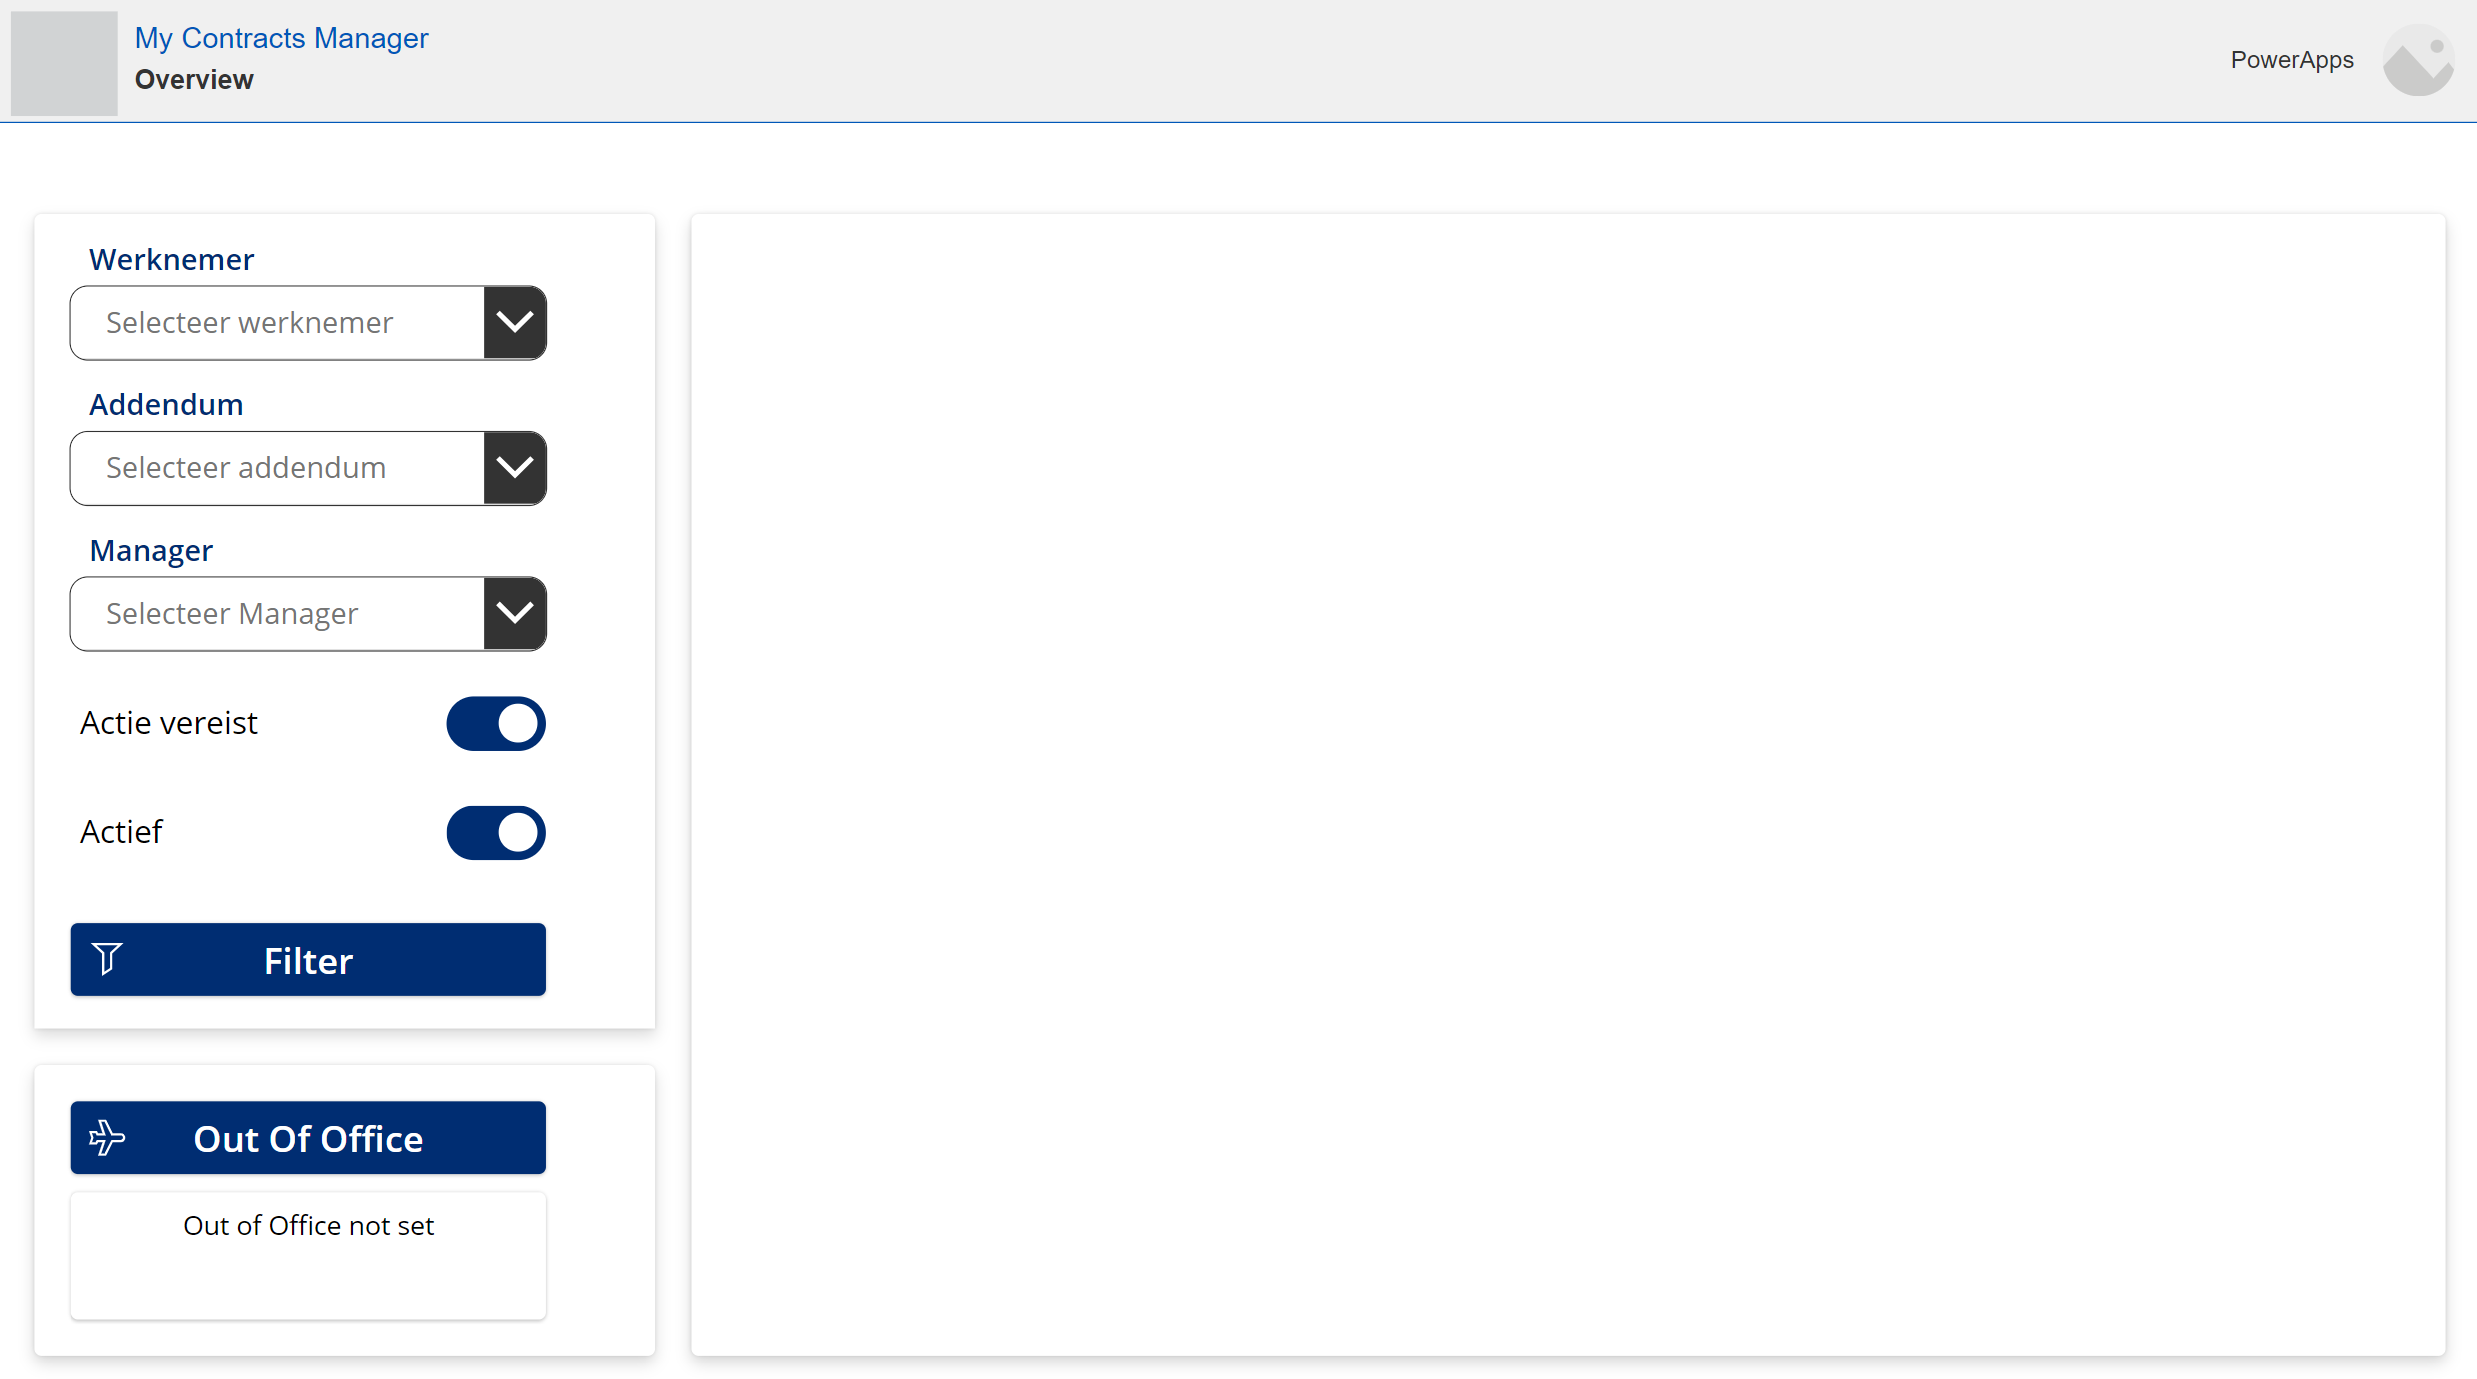 My Contracts Manager
Overview
PowerApps
Werknemer
Selecteer werknemer
Addendum
Selecteer addendum
Manager
Selecteer Manager
Actie vereist
Actief
Filter
Out Of Office
Out of Office not set